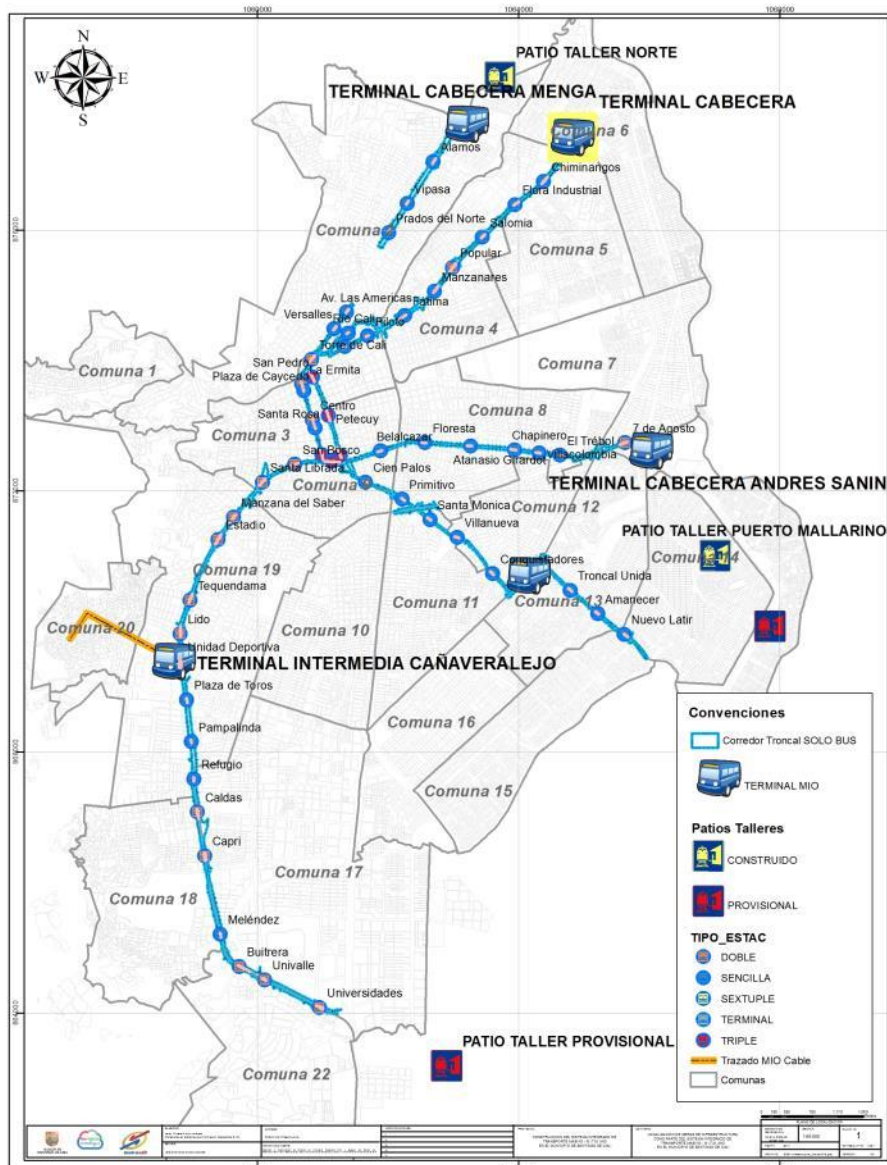 N
W E
S
PATIO TALLER NORTE
TERMINAL CABECERA MENGA
TERMINAL CABECERA
Comuna 6
Alamos
Chiminangos
Vipasa
Flora Industrial
Prados del Norte
Salomia
Comuna
Comuna 5
Popular
Manzanares
Av. Las Americas
Fatima
Versalles
Rio Cali
Piloto
Comuna 4
Torre de Cali
San Pedro
La Ermita
Comuna 1
Plaza de Caycedo
Comuna 7
Centro
Santa Rosa
Petecuy
Comuna 8
Floresta
7 de Agosto
Comuna 3
Belalcazar
Chapinero
El Trébol
San Bosco
Atanasio Girardot
Villacolombia
Santa Librada
Cien Palos
TERMINAL CABECERA ANDRES SANIN
Comuna
Manzana del Saber
Primitivo
Santa Monica
Comuna 12
Estadio
Villanueva
PATIO TALLER PUERTO MALLARINO
Comuna 14
Comuna 19
Conquistadores
Tequendama
Troncal Unida
Comuna 11
Comuna 13
Amanecer
Comuna 20
Lido
Comuna 10
Nuevo Latir
Unidad Deportiva
TERMINAL INTERMEDIA CAÑAVERALEJO
Plaza de Toros
Comuna 16
Pampalinda
Refugio
Comuna 15
Caldas
Capri
Comuna 17
Comuna 18
Meléndez
Buitrera
Univalle
Universidades
PATIO TALLER PROVISIONAL
Comuna 22
Convenciones
Corredor Troncal SOLO BUS
TERMINAL MIO
Patios Talleres
CONSTRUIDO
PROVISIONAL
TIPO_ESTAC
DOBLE
SENCILLA
SEXTUPLE
TERMINAL
TRIPLE
Trazado MIO Cable
Comunas
1